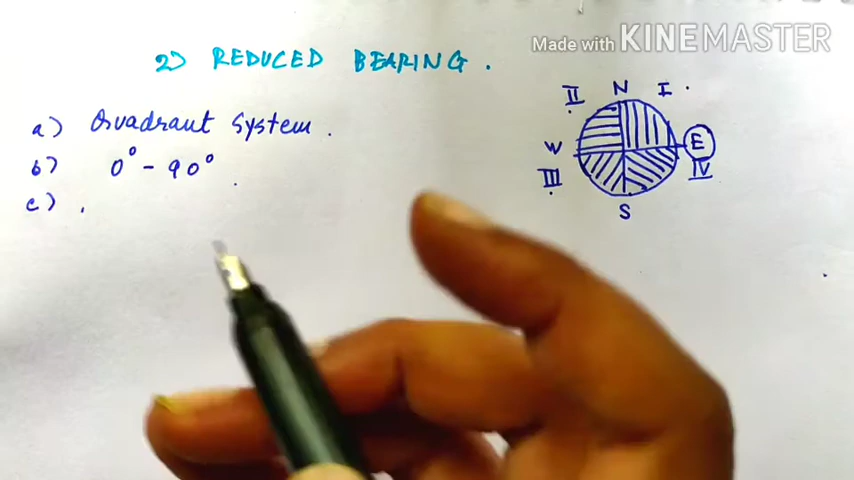 Made with KINEMASTER
2) REDUCED BEARING.
a) Quadrant System.
b) 0° - 90°
c)
II N I
W E
III IV
S